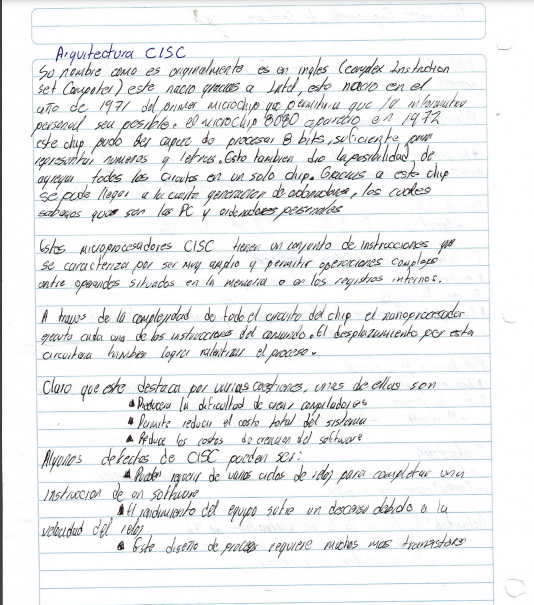 Arquitectura CISC
Su nombre como es originalmente es en ingles (complex Instruction
set Computer) este nacio gracias a Intel, esto nacio en el
año de 1971 del primer microchip que permitiria que la informatica
personal sea posible. el microchip 8080 aparecio en 1972
este chip pudo ser capaz de procesar 8 bits, suficiente para
representar numeros y letras. Esto tambien dio la posibilidad de
agregar todos los circuitos en un solo chip. Gracias a este chip
se pudo llegar a la cuarta generacion de ordenadores, los cuales
sabemos que son las PC y ordenadores personales
Estos microprocesadores CISC tienen un conjunto de instrucciones que
se caracteriza por ser muy amplio y permitir operaciones complejas
entre operandos situados en la memoria o en los registros internos.
A traves de la complejidad de todo el circuito del chip el nanoprocesador
ejecuta cada una de las instrucciones del comando. El desplazamiento por esta
circuiteria tambien logra ralentizar el proceso.
Claro que este destaca por varias cuestiones, unas de ellas son
Reducen la dificultad de crear compiladores
Permite reducir el costo total del sistema
Reduce los costos de creacion del software
Algunos defectos de CISC pueden ser:
Pueden requerir de varios ciclos de reloj para completar una
instruccion de un software
El rendimiento del equipo sufre un descenso debido a la
velocidad del reloj
Este diseño de proceso requiere muchos mas transistores